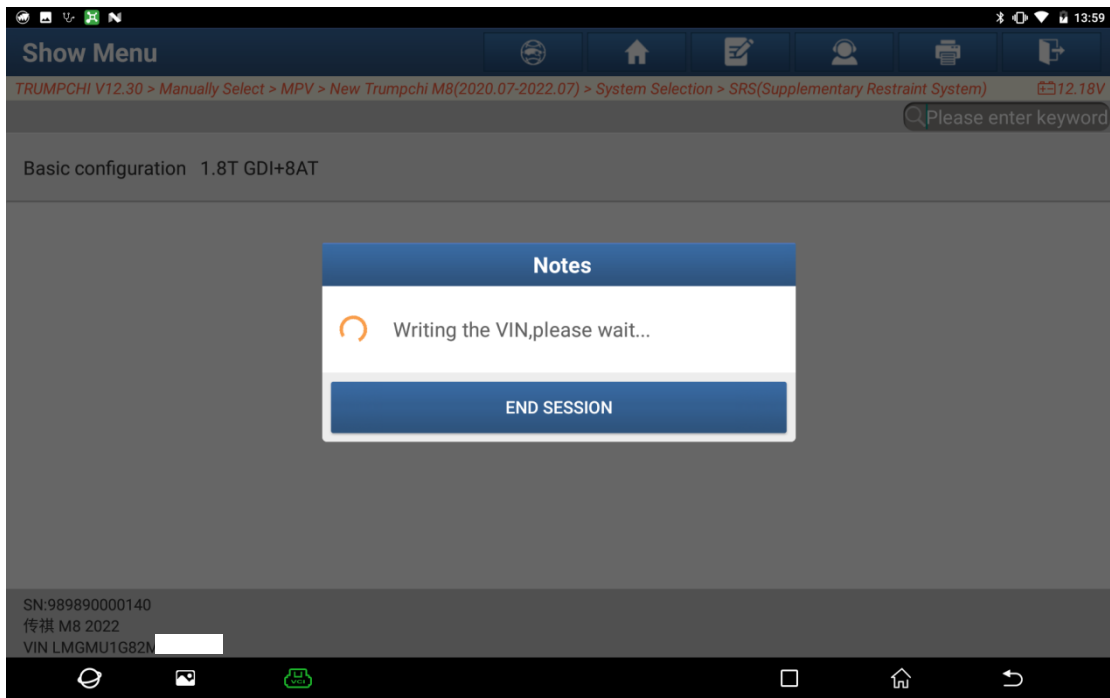 13:59
Show Menu
TRUMPCHI V12.30 > Manually Select > MPV > New Trumpchi M8(2020.07-2022.07) > System Selection > SRS(Supplementary Restraint System) 12.18V
Please enter keyword
Basic configuration 1.8T GDI+8AT
Notes
Writing the VIN,please wait...
END SESSION
SN:989890000140
传祺 M8 2022
VIN LMGMU1G82M
VCI